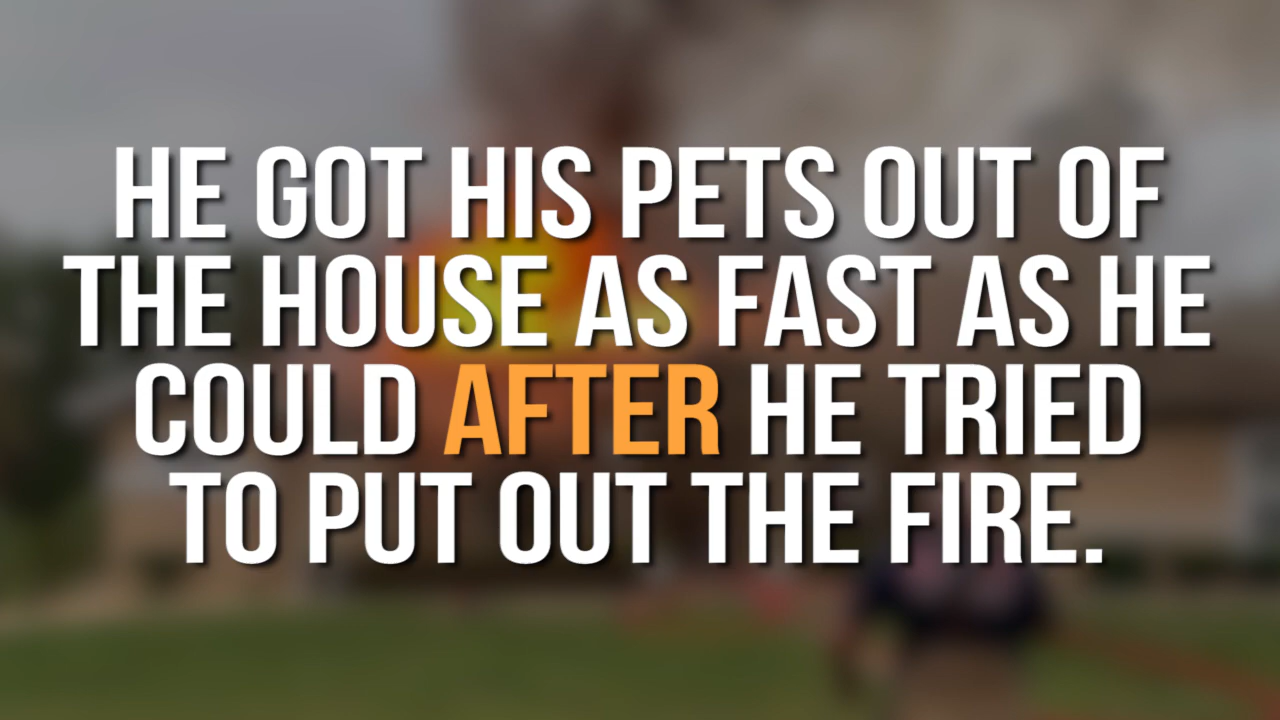 HE GOT HIS PETS OUT OF
THE HOUSE AS FAST AS HE
COULD AFTER HE TRIED
TO PUT OUT THE FIRE.